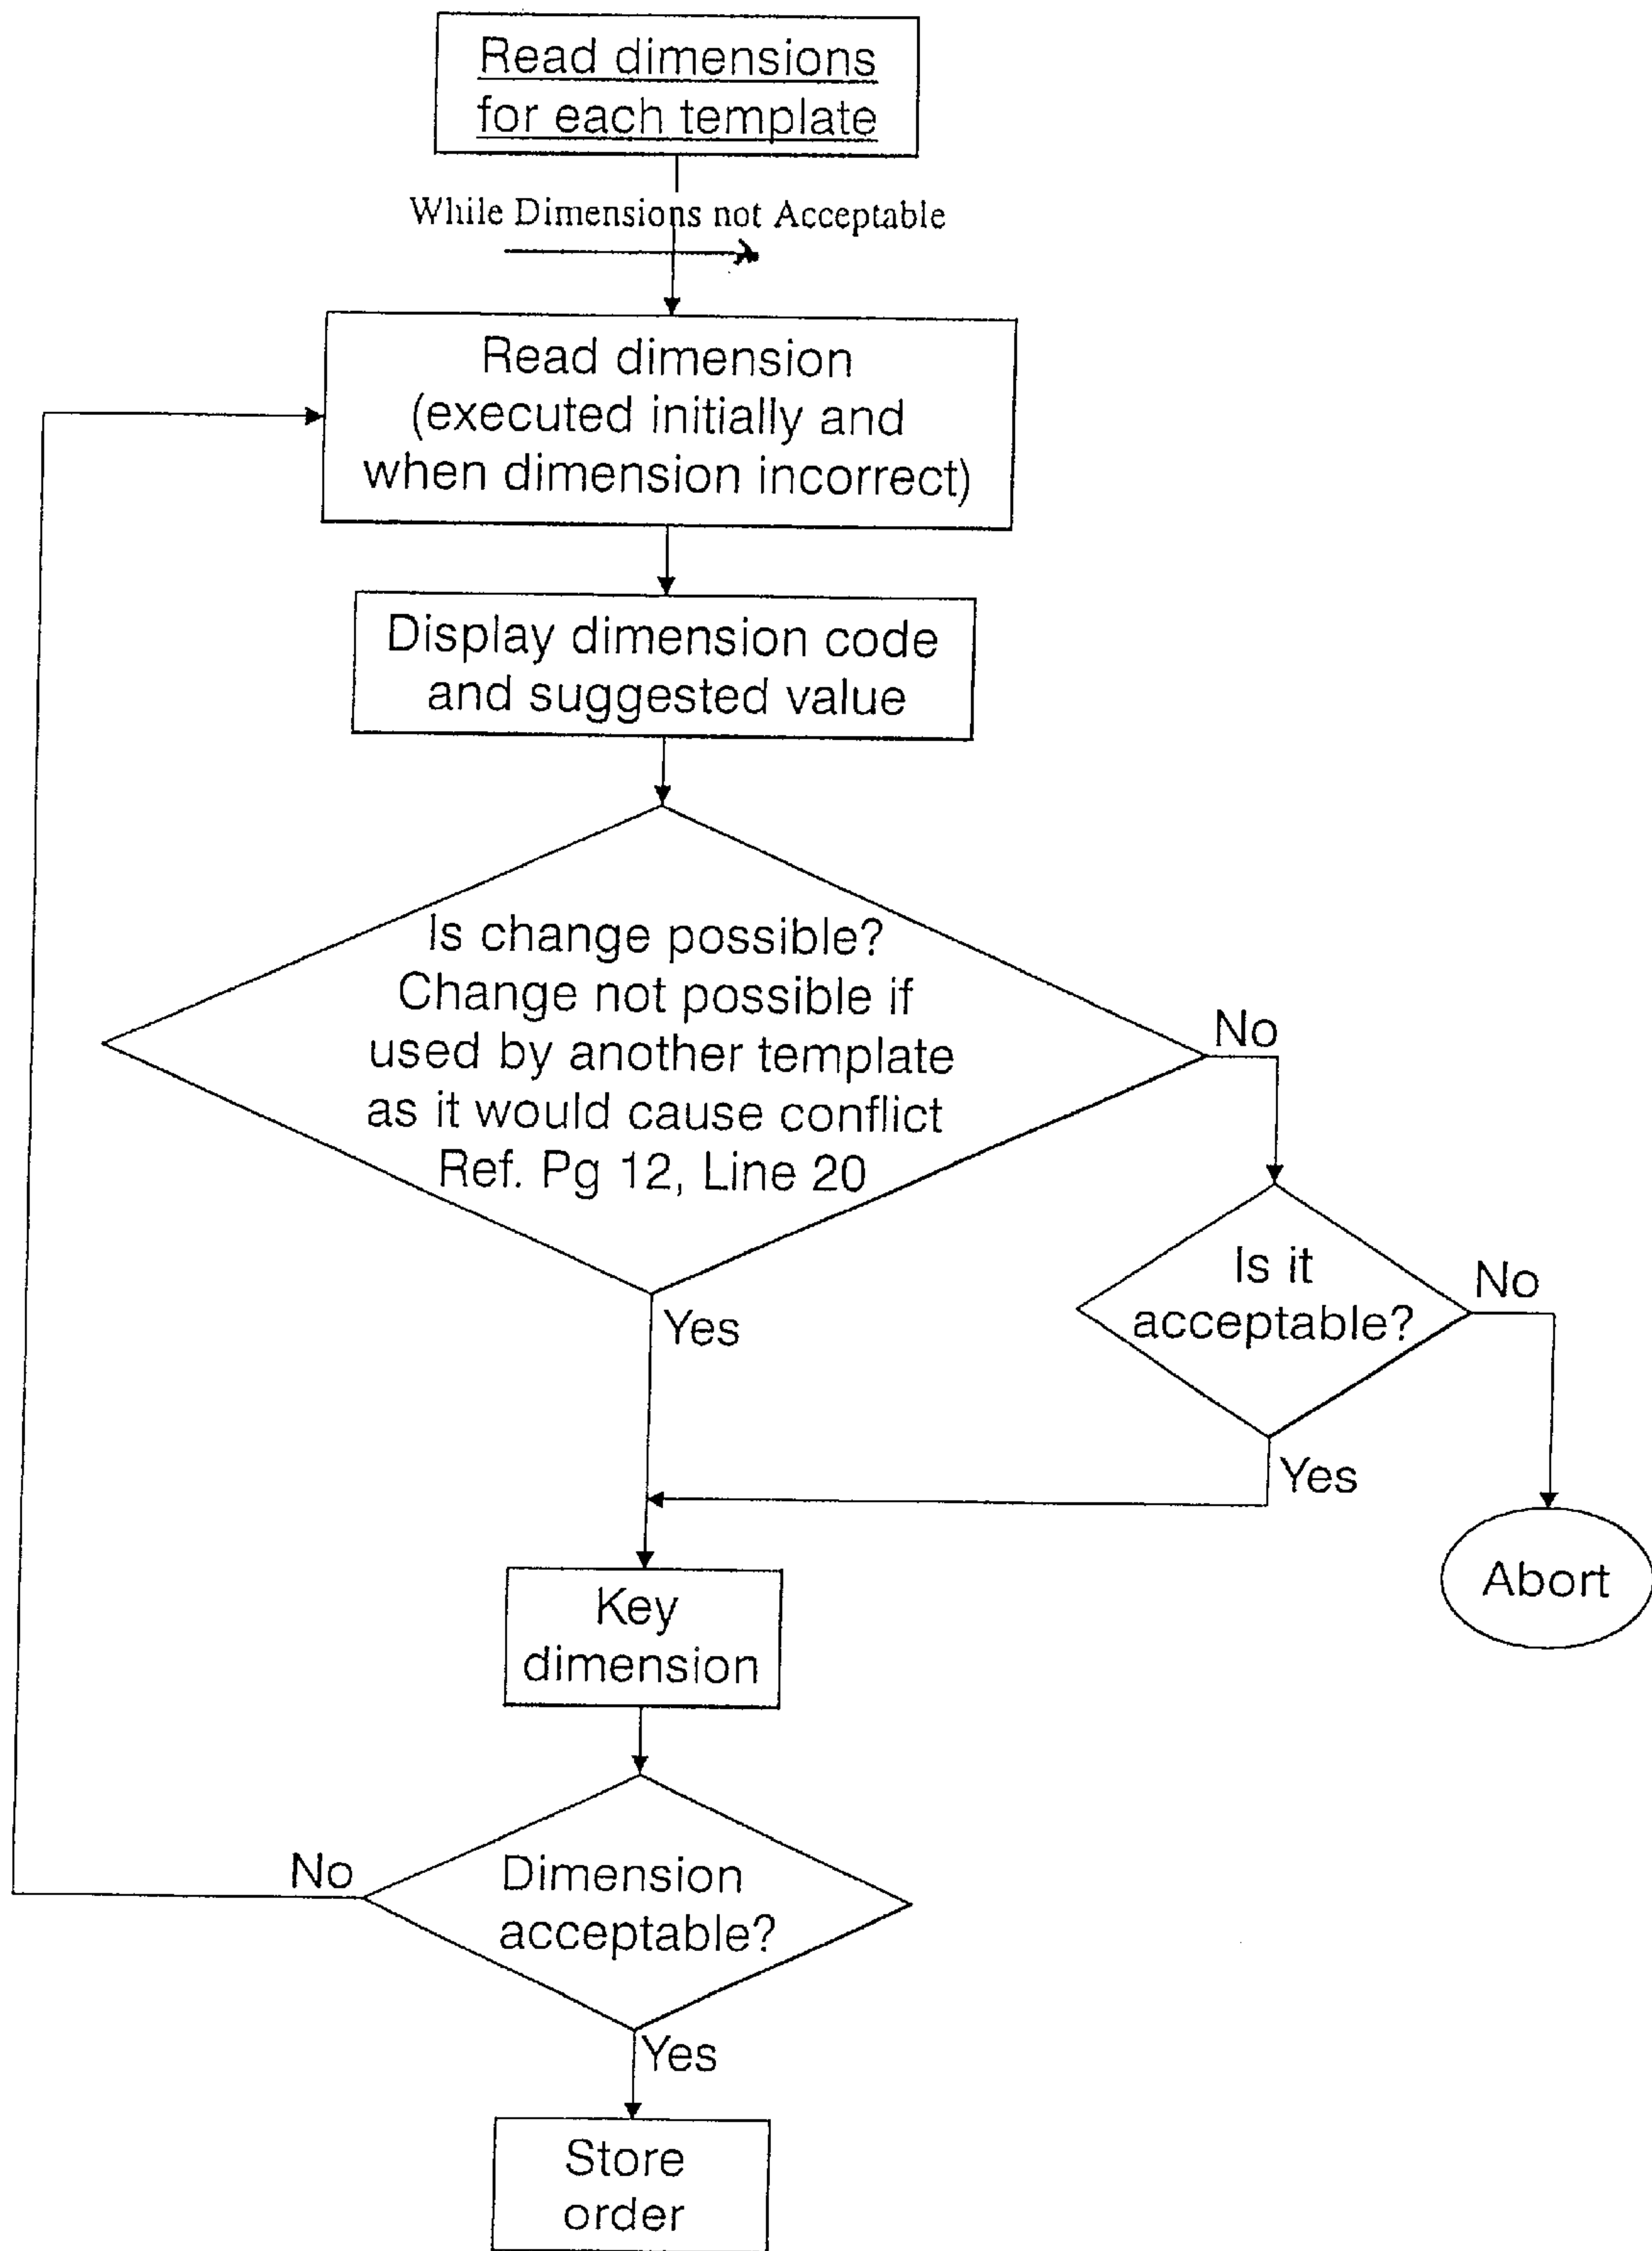 Read dimensions
for each template
While Dimensions not Acceptable
Read dimension
(executed initially and
when dimension incorrect)
Display dimension code
and suggested value
Is change possible?
Change not possible if
used by another template
as it would cause conflict
Ref. Pg 12, Line 20
No
Yes
Is it
acceptable?
No
Yes
Abort
Key
dimension
Dimension
acceptable?
No
Yes
Store
order